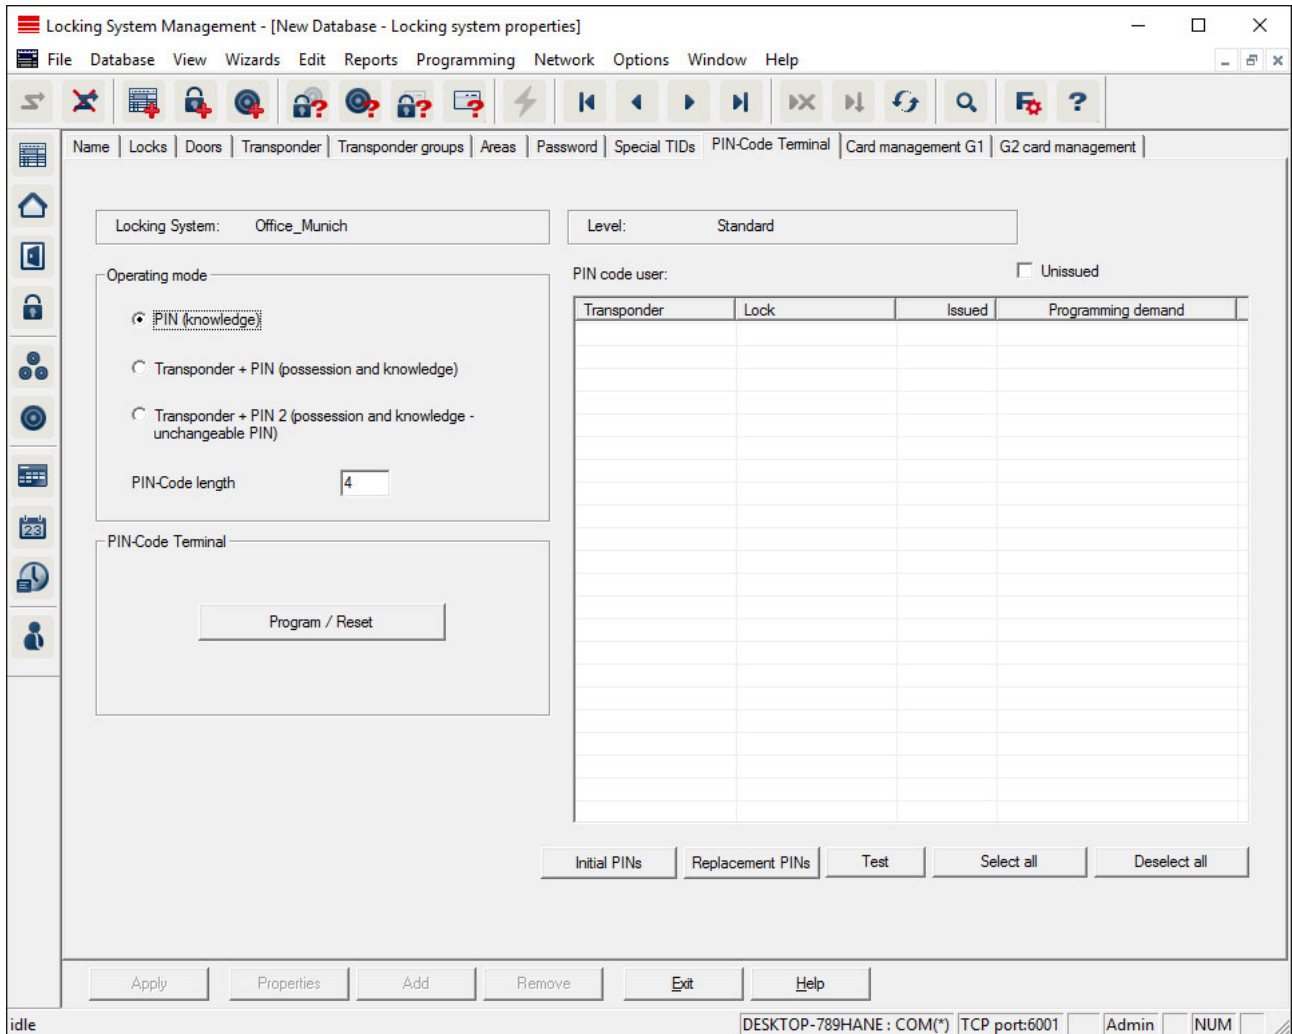 Locking System Management - [New Database - Locking system properties]
File Database View Wizards Edit Reports Programming Network Options Window Help
Name Locks Doors Transponder Transponder groups Areas Password Special TIDs PIN-Code Terminal Card management G1 G2 card management
Locking System: Office_Munich Level: Standard
Operating mode
PIN code user: Unissued
Transponder Lock Issued Programming demand
PIN (knowledge)
Transponder + PIN (possession and knowledge)
Transponder + PIN 2 (possession and knowledge -
unchangeable PIN)
PIN-Code length 4
23
PIN-Code Terminal
Program / Reset
Initial PINs Replacement PINs Test Select all Deselect all
Apply Properties Add Remove Exit Help
idle DESKTOP-789HANE : COM(*) TCP port:6001 Admin NUM